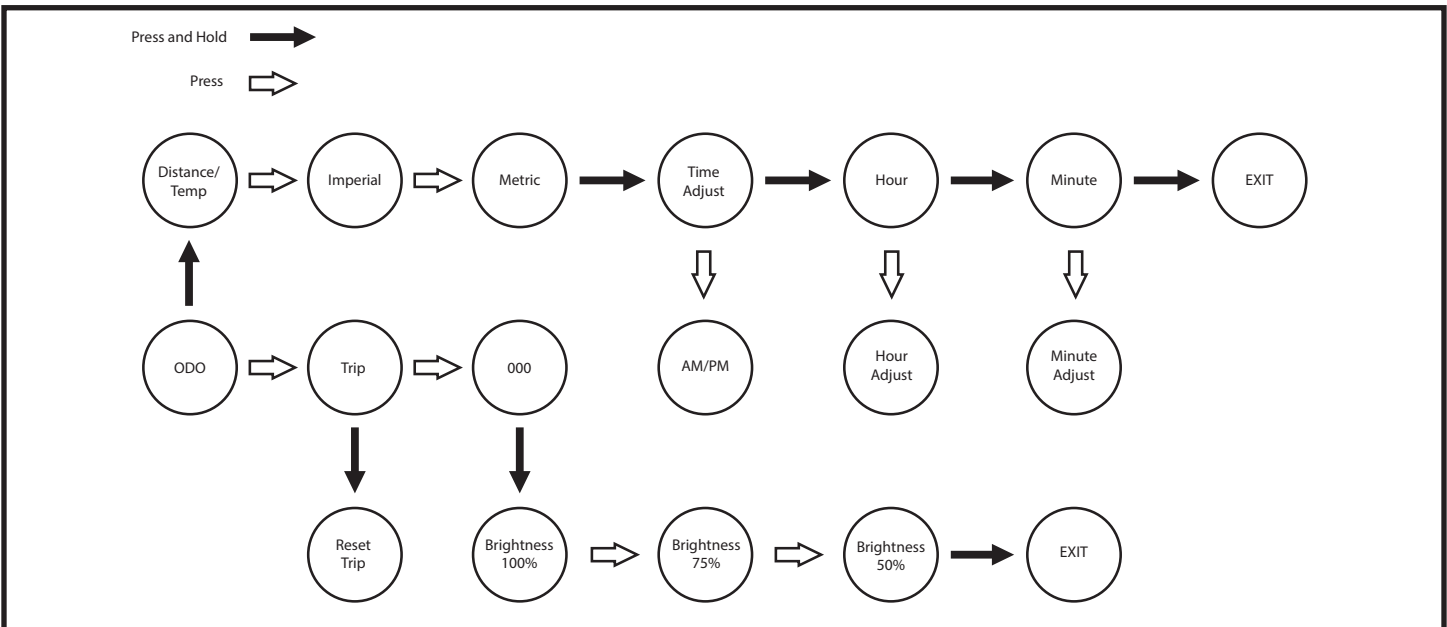 Press and Hold
Press
Distance/
Temp
Imperial
Metric
Time
Adjust
Hour
Minute
EXIT
ODO
Trip
000
AM/PM
Hour
Adjust
Minute
Adjust
Reset
Trip
Brightness
100%
Brightness
75%
Brightness
50%
EXIT